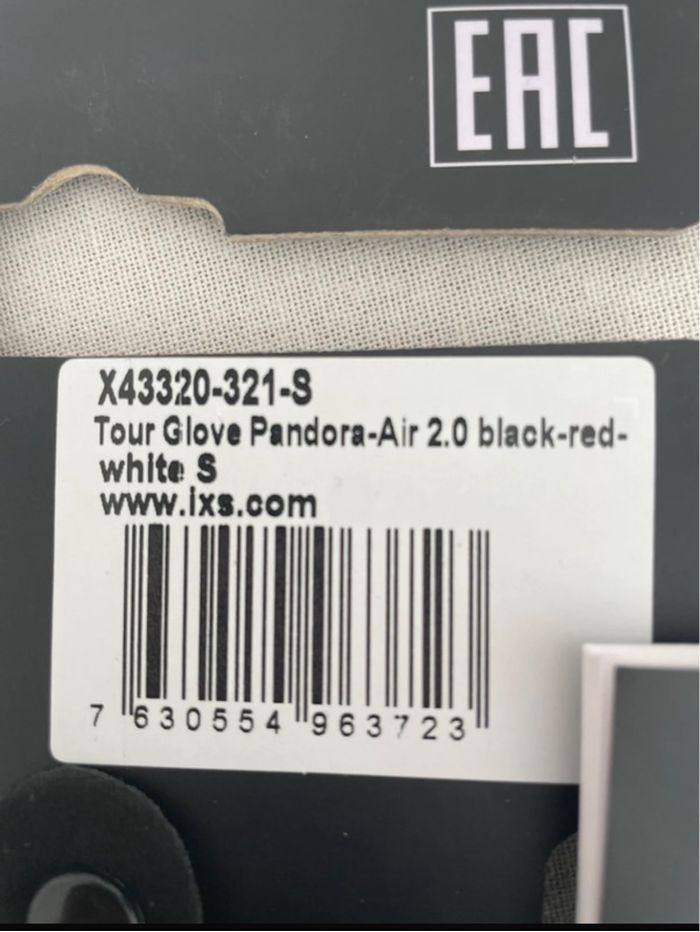 EAC
X43320-321-S
Tour Glove Pandora-Air 2.0 black-red-
white S
www.ixs.com
7 630554 963723